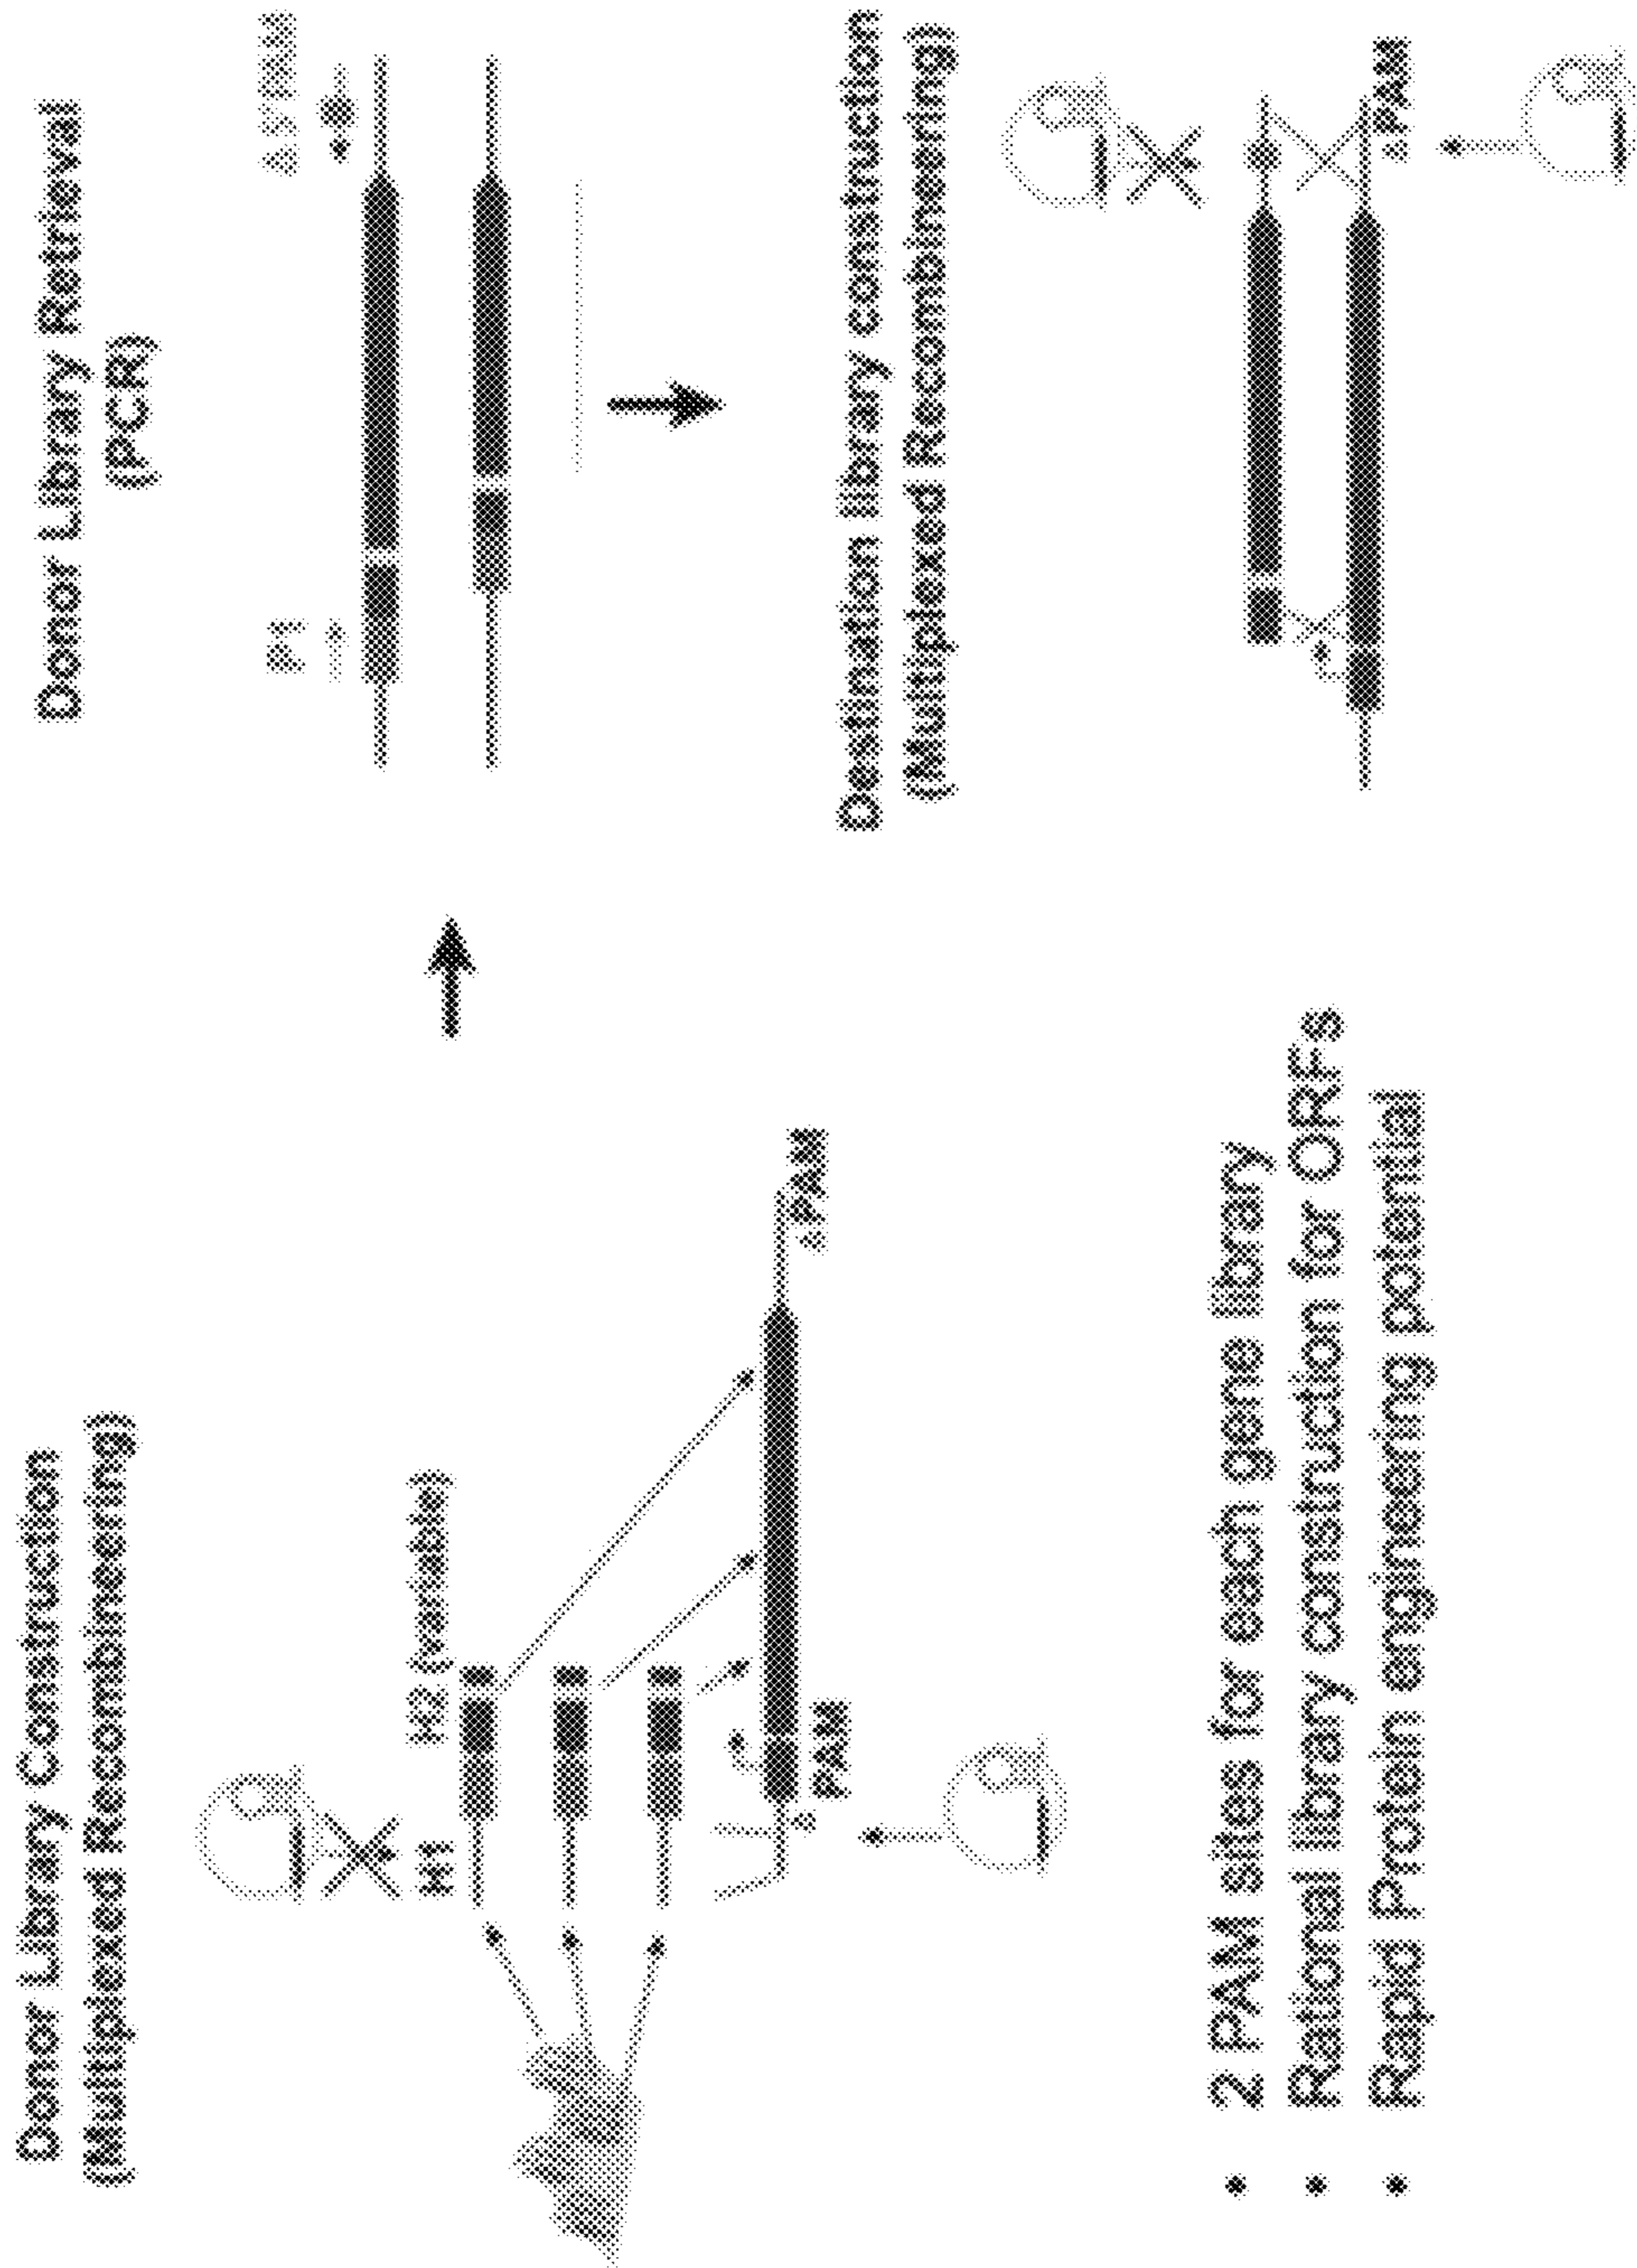 Donor Library Construction
(Multiplexed Recombineering)
H1
H2 (variable)
PAM
PAM
Donor Library Retrieval
(PCR)
P1
Destination library construction
(Multiplexed Recombineering)
PAM
• 2 PAM sites for each gene library
• Rational library construction for ORFs
• Rapid Protein engineering potential